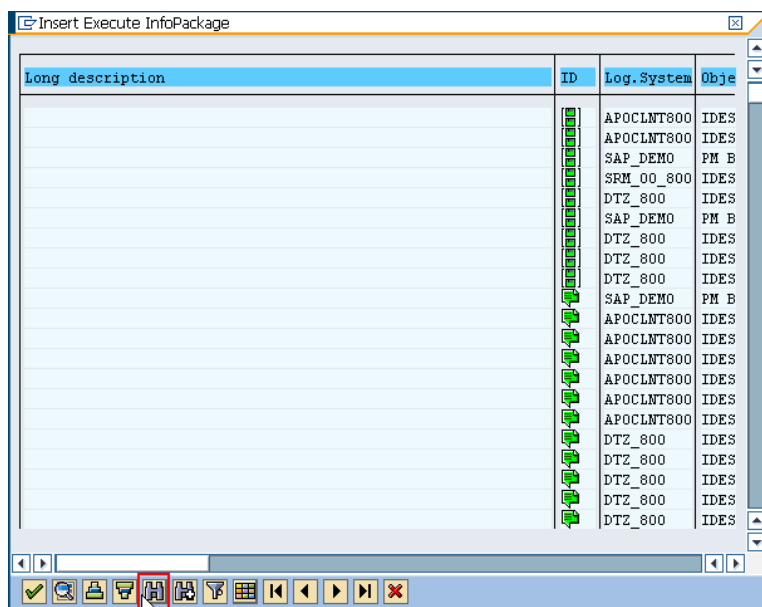 Insert Execute InfoPackage
Long description ID Log.System Obje
APOCLNT800 IDES
APOCLNT800 IDES
SAP_DEMO PM B
SRM_00_800 IDES
DTZ_800 IDES
SAP_DEMO PM B
DTZ_800 IDES
DTZ_800 IDES
DTZ_800 IDES
SAP_DEMO PM B
APOCLNT800 IDES
APOCLNT800 IDES
APOCLNT800 IDES
APOCLNT800 IDES
APOCLNT800 IDES
APOCLNT800 IDES
DTZ_800 IDES
DTZ_800 IDES
DTZ_800 IDES
DTZ_800 IDES
DTZ_800 IDES